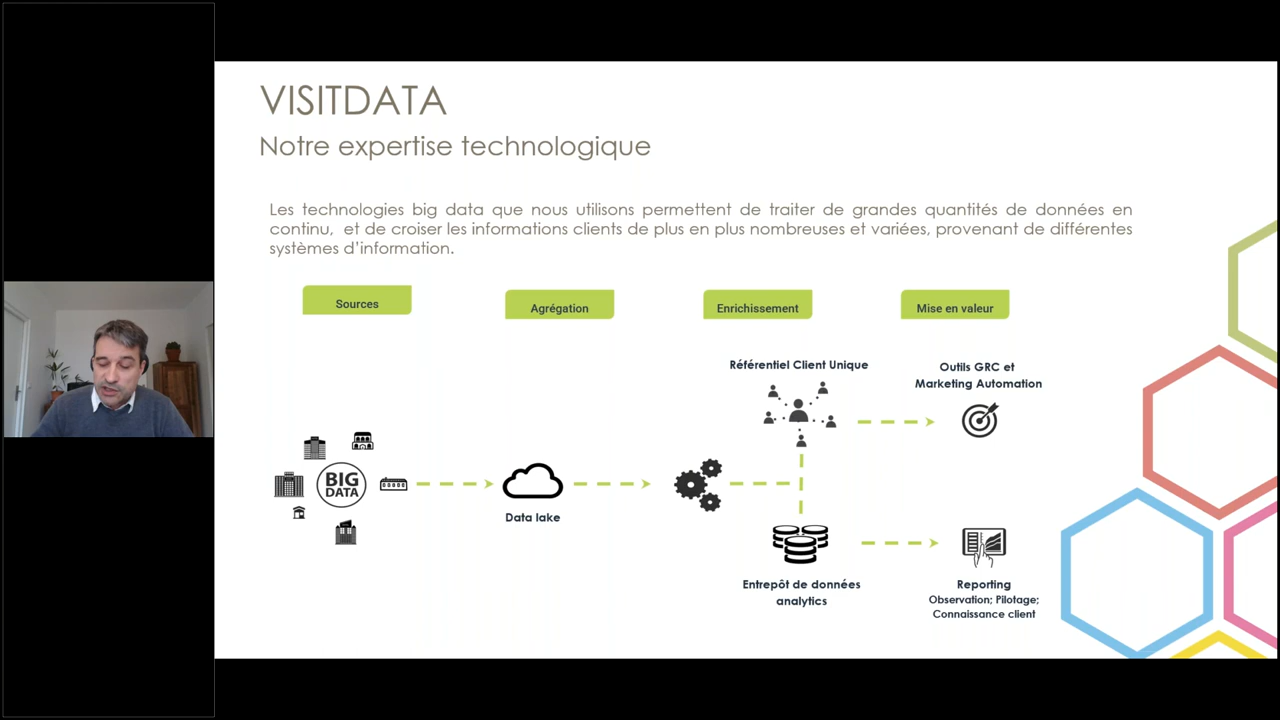 VISITDATA
Notre expertise technologique
Les technologies big data que nous utilisons permettent de traiter de grandes quantités de données en
continu, et de croiser les informations clients de plus en plus nombreuses et variées, provenant de différentes
systèmes d'information.
Sources
Agrégation
Enrichissement
Mise en valeur
Référentiel Client Unique
Outils GRC et
Marketing Automation
BIG
DATA
Data lake
Entrepôt de données
analytics
Reporting
Observation; Pilotage;
Connaissance client